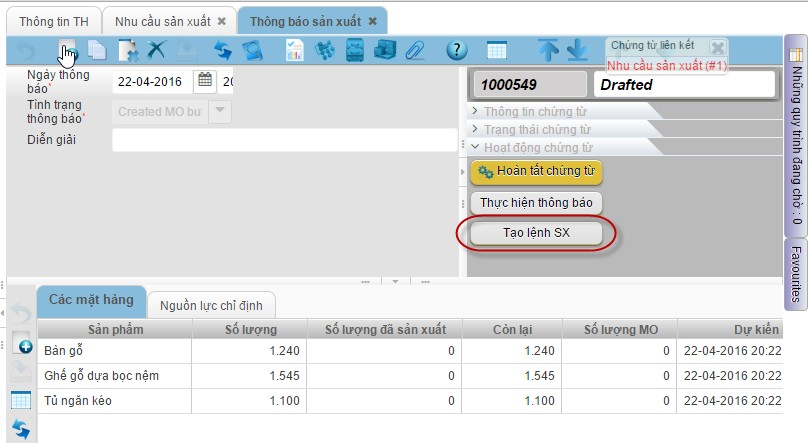 Thông tin TH
Nhu cầu sản xuất
Thông báo sản xuất
Chứng từ liên kết
Nhu cầu sản xuất (#1)
Ngày thông báo*
22-04-2016
20
Tình trạng thông báo*
Created MO bu
Diễn giải
1000549
Drafted
Thông tin chứng từ
Trạng thái chứng từ
Hoạt động chứng từ
Hoàn tất chứng từ
Thực hiện thông báo
Tạo lệnh SX
Những quy trình đang chờ : 0
Favourites
Các mặt hàng
Nguồn lực chỉ định
Sản phẩm Số lượng Số lượng đã sản xuất Còn lại Số lượng MO Dự kiến
Bàn gỗ 1.240 0 1.240 0 22-04-2016 20:22
Ghế gỗ dựa bọc nệm 1.545 0 1.545 0 22-04-2016 20:22
Tủ ngăn kéo 1.100 0 1.100 0 22-04-2016 20:22